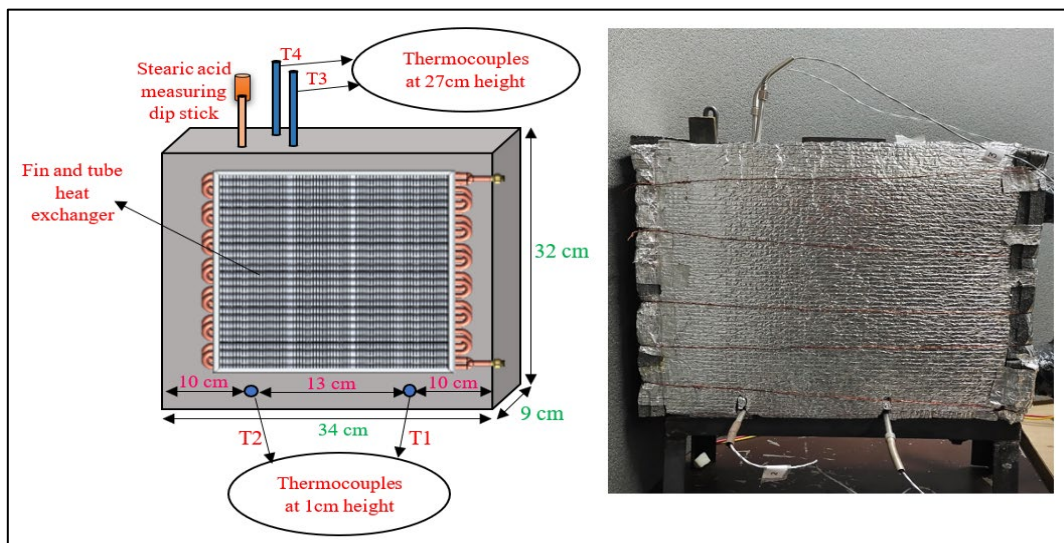 T4
T3
Thermocouples
at 27cm height
Stearic acid
measuring
dip stick
Fin and tube
heat
exchanger
32 cm
10 cm
13 cm
10 cm
9 cm
34 cm
T2
T1
Thermocouples
at 1cm height
2